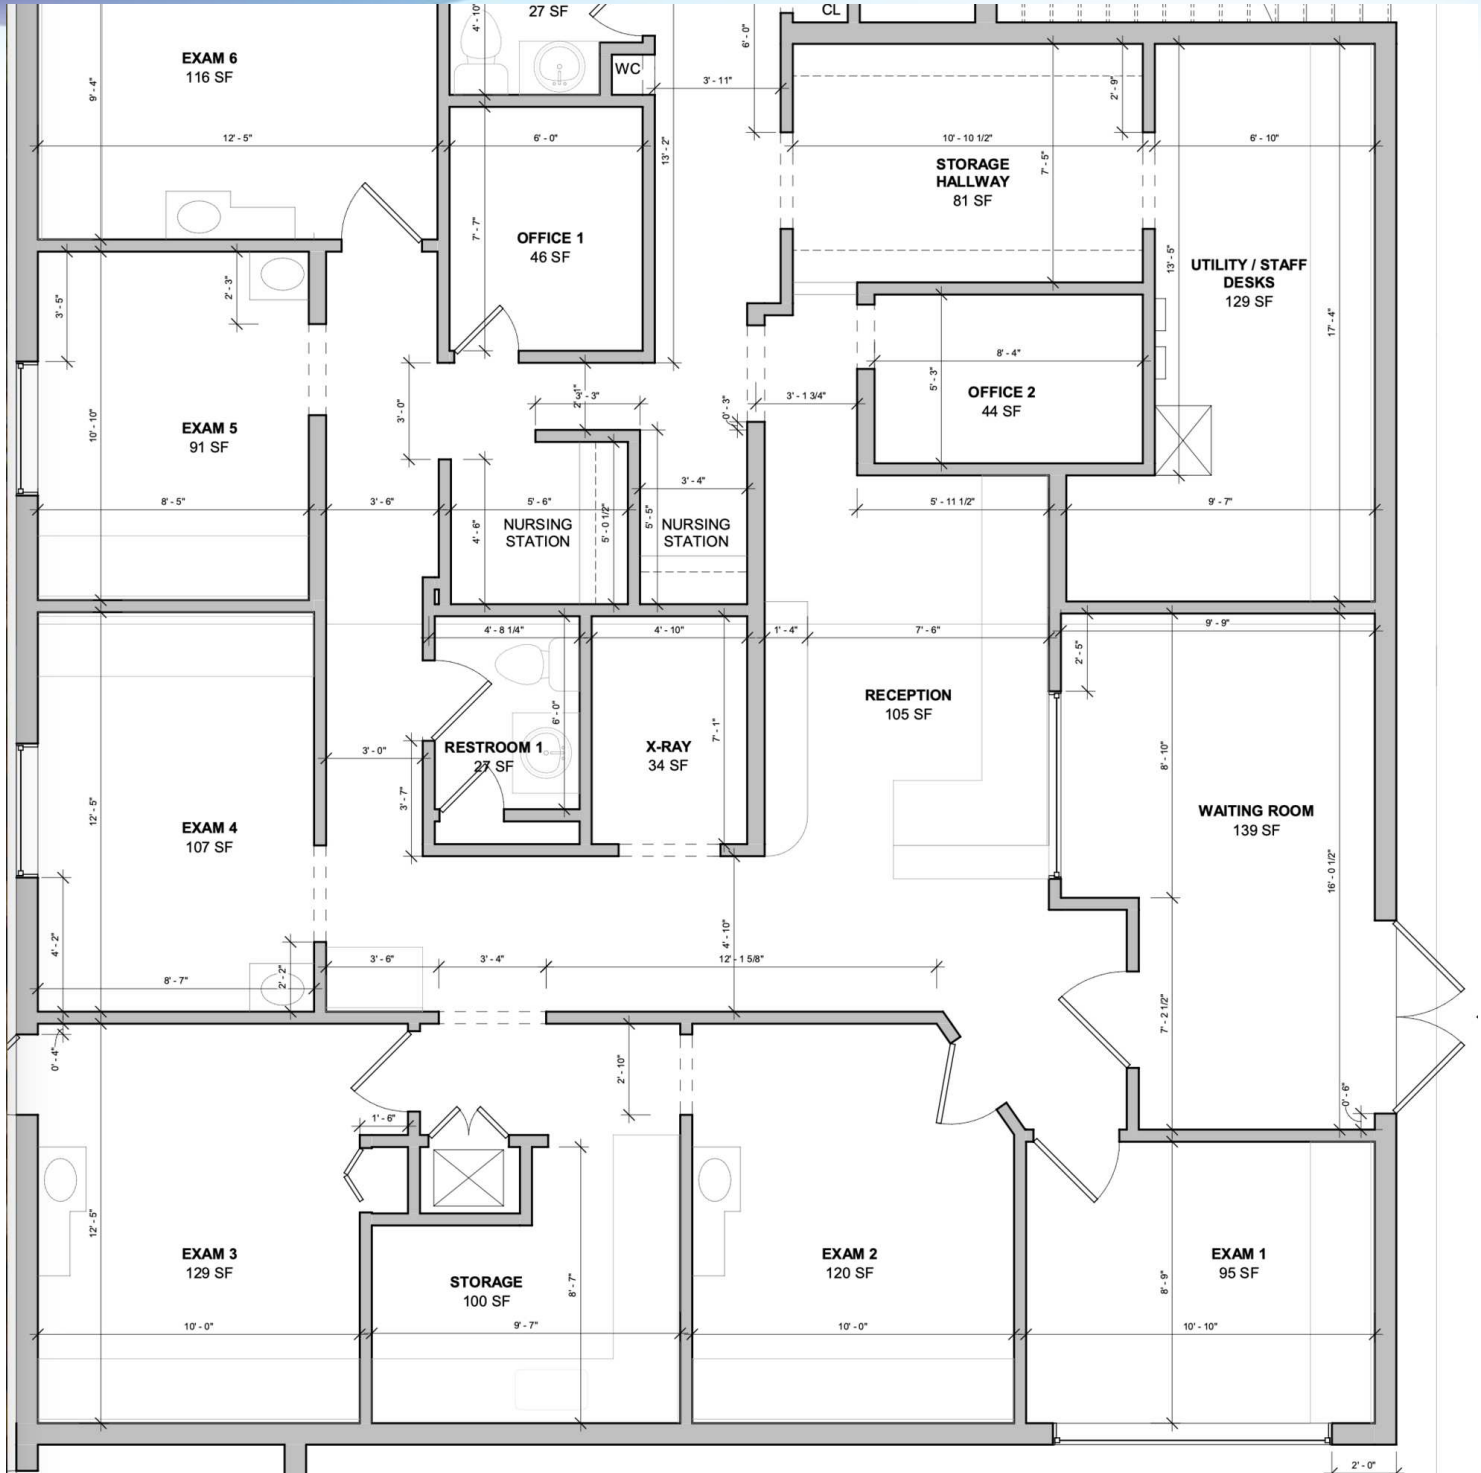 4' - 10"
27 SF
CL
6' - 0"
EXAM 6
116 SF
WC
9' - 4"
3' - 11"
2' - 9"
12' - 5"
6' - 0"
13' - 2"
10' - 10 1/2"
6' - 10"
7' - 5"
STORAGE
HALLWAY
81 SF
7' - 7"
OFFICE 1
46 SF
13' - 5"
UTILITY / STAFF
DESKS
129 SF
3' - 5"
2' - 3"
17' - 4"
8' - 4"
5' - 3"
OFFICE 2
44 SF
3' - 3"
3' - 1 3/4"
0' - 3"
3' - 0"
10' - 10"
EXAM 5
91 SF
3' - 4"
8' - 5"
3' - 6"
5' - 6"
5' - 11 1/2"
9' - 7"
4' - 6"
NURSING
STATION
5' - 0 1/2"
5' - 5"
NURSING
STATION
4' - 8 1/4"
4' - 10"
1' - 4"
7' - 6"
9' - 9"
2' - 5"
RECEPTION
105 SF
6' - 0"
7' - 1"
RESTROOM 1
27 SF
X-RAY
34 SF
3' - 0"
8' - 10"
3' - 7"
12' - 5"
EXAM 4
107 SF
WAITING ROOM
139 SF
16' - 0 1/2"
4' - 2"
4' - 10"
3' - 6"
3' - 4"
12' - 1 5/8"
8' - 7"
2' - 2"
7' - 2 1/2"
0' - 4"
2' - 10"
0' - 6"
1' - 6"
12' - 5"
EXAM 3
129 SF
STORAGE
100 SF
8' - 7"
EXAM 2
120 SF
EXAM 1
95 SF
8' - 9"
10' - 0"
9' - 7"
10' - 0"
10' - 10"
2' - 0"